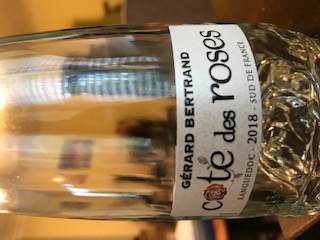 GÉRARD BERTRAND
cote des roses
LANGUEDOC - 2018 - SUD DE FRANCE